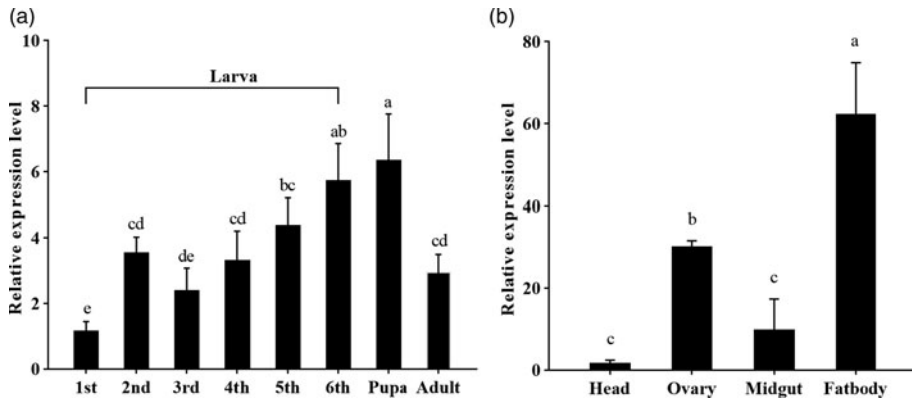 (a)
Relative expression level
10
8
6
4
2
0
Larva
e
cd
de
cd
bc
ab
a
cd
1st 2nd 3rd 4th 5th 6th Pupa Adult
(b)
Relative expression level
80
60
40
20
0
c
b
c
a
Head Ovary Midgut Fatbody